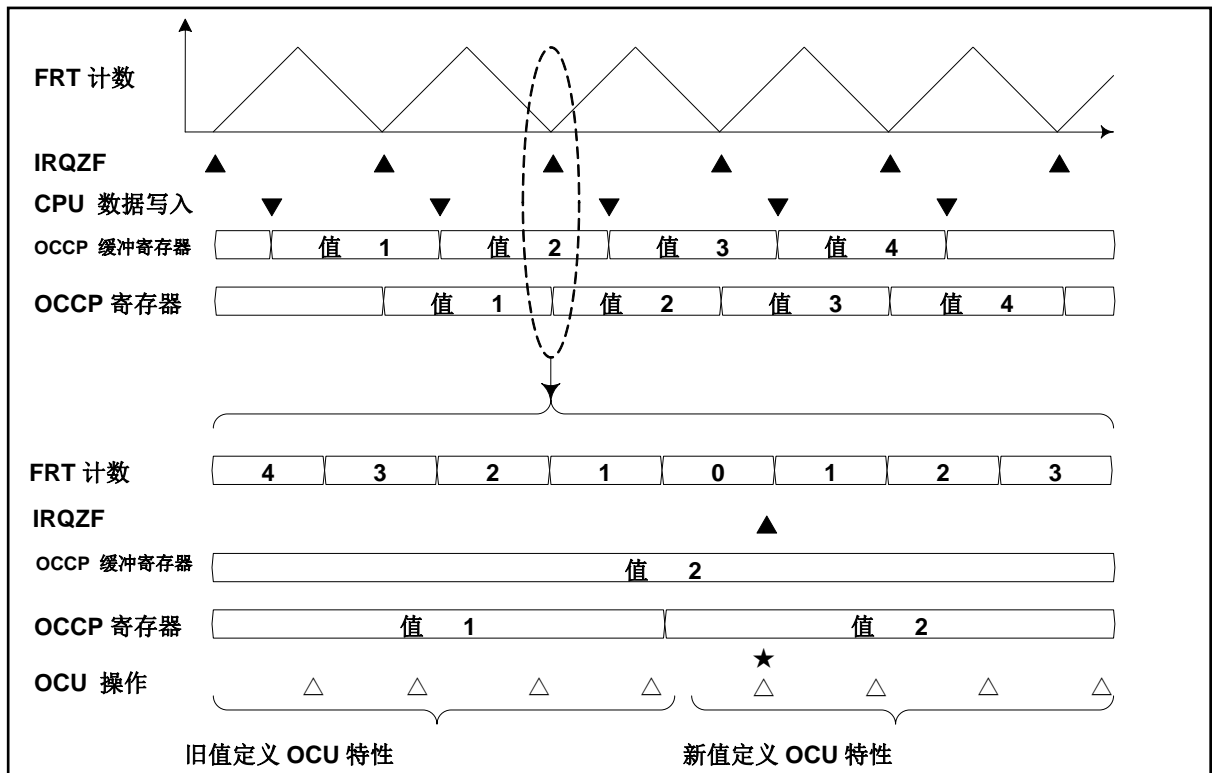 FRT 计数
IRQZF
CPU 数据写入
OCCP 缓冲寄存器 值 1 值 2 值 3 值 4
OCCP 寄存器 值 1 值 2 值 3 值 4
FRT 计数 4 3 2 1 0 1 2 3
IRQZF
OCCP 缓冲寄存器 值 2
OCCP 寄存器 值 1 值 2
OCU 操作
旧值定义 OCU 特性 新值定义 OCU 特性